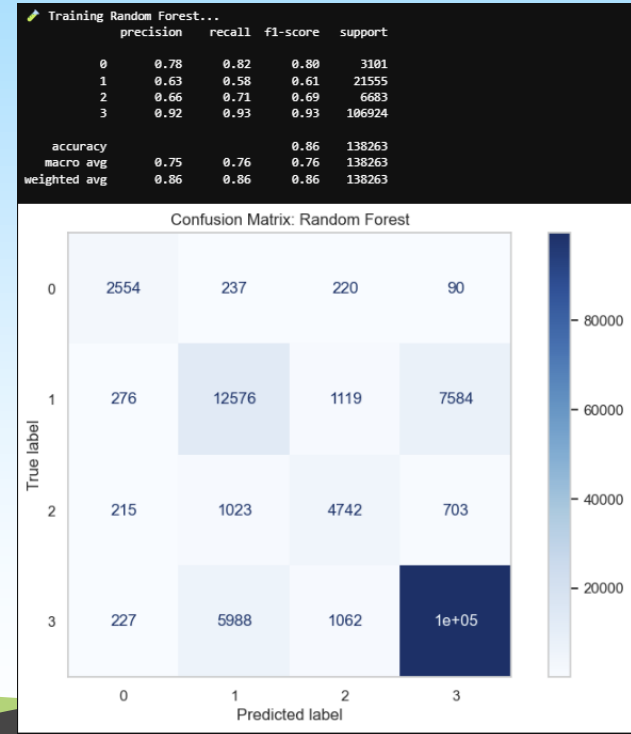 Training Random Forest...
precision recall f1-score support
0 0.78 0.82 0.80 3101
1 0.63 0.58 0.61 21555
2 0.66 0.71 0.69 6683
3 0.92 0.93 0.93 106924
accuracy 0.86 138263
macro avg 0.75 0.76 0.76 138263
weighted avg 0.86 0.86 0.86 138263
Confusion Matrix: Random Forest
0 2554 237 220 90
80000
1 276 12576 1119 7584
60000
True label
2 215 1023 4742 703
40000
20000
3 227 5988 1062 1e+05
0 1 2 3
Predicted label